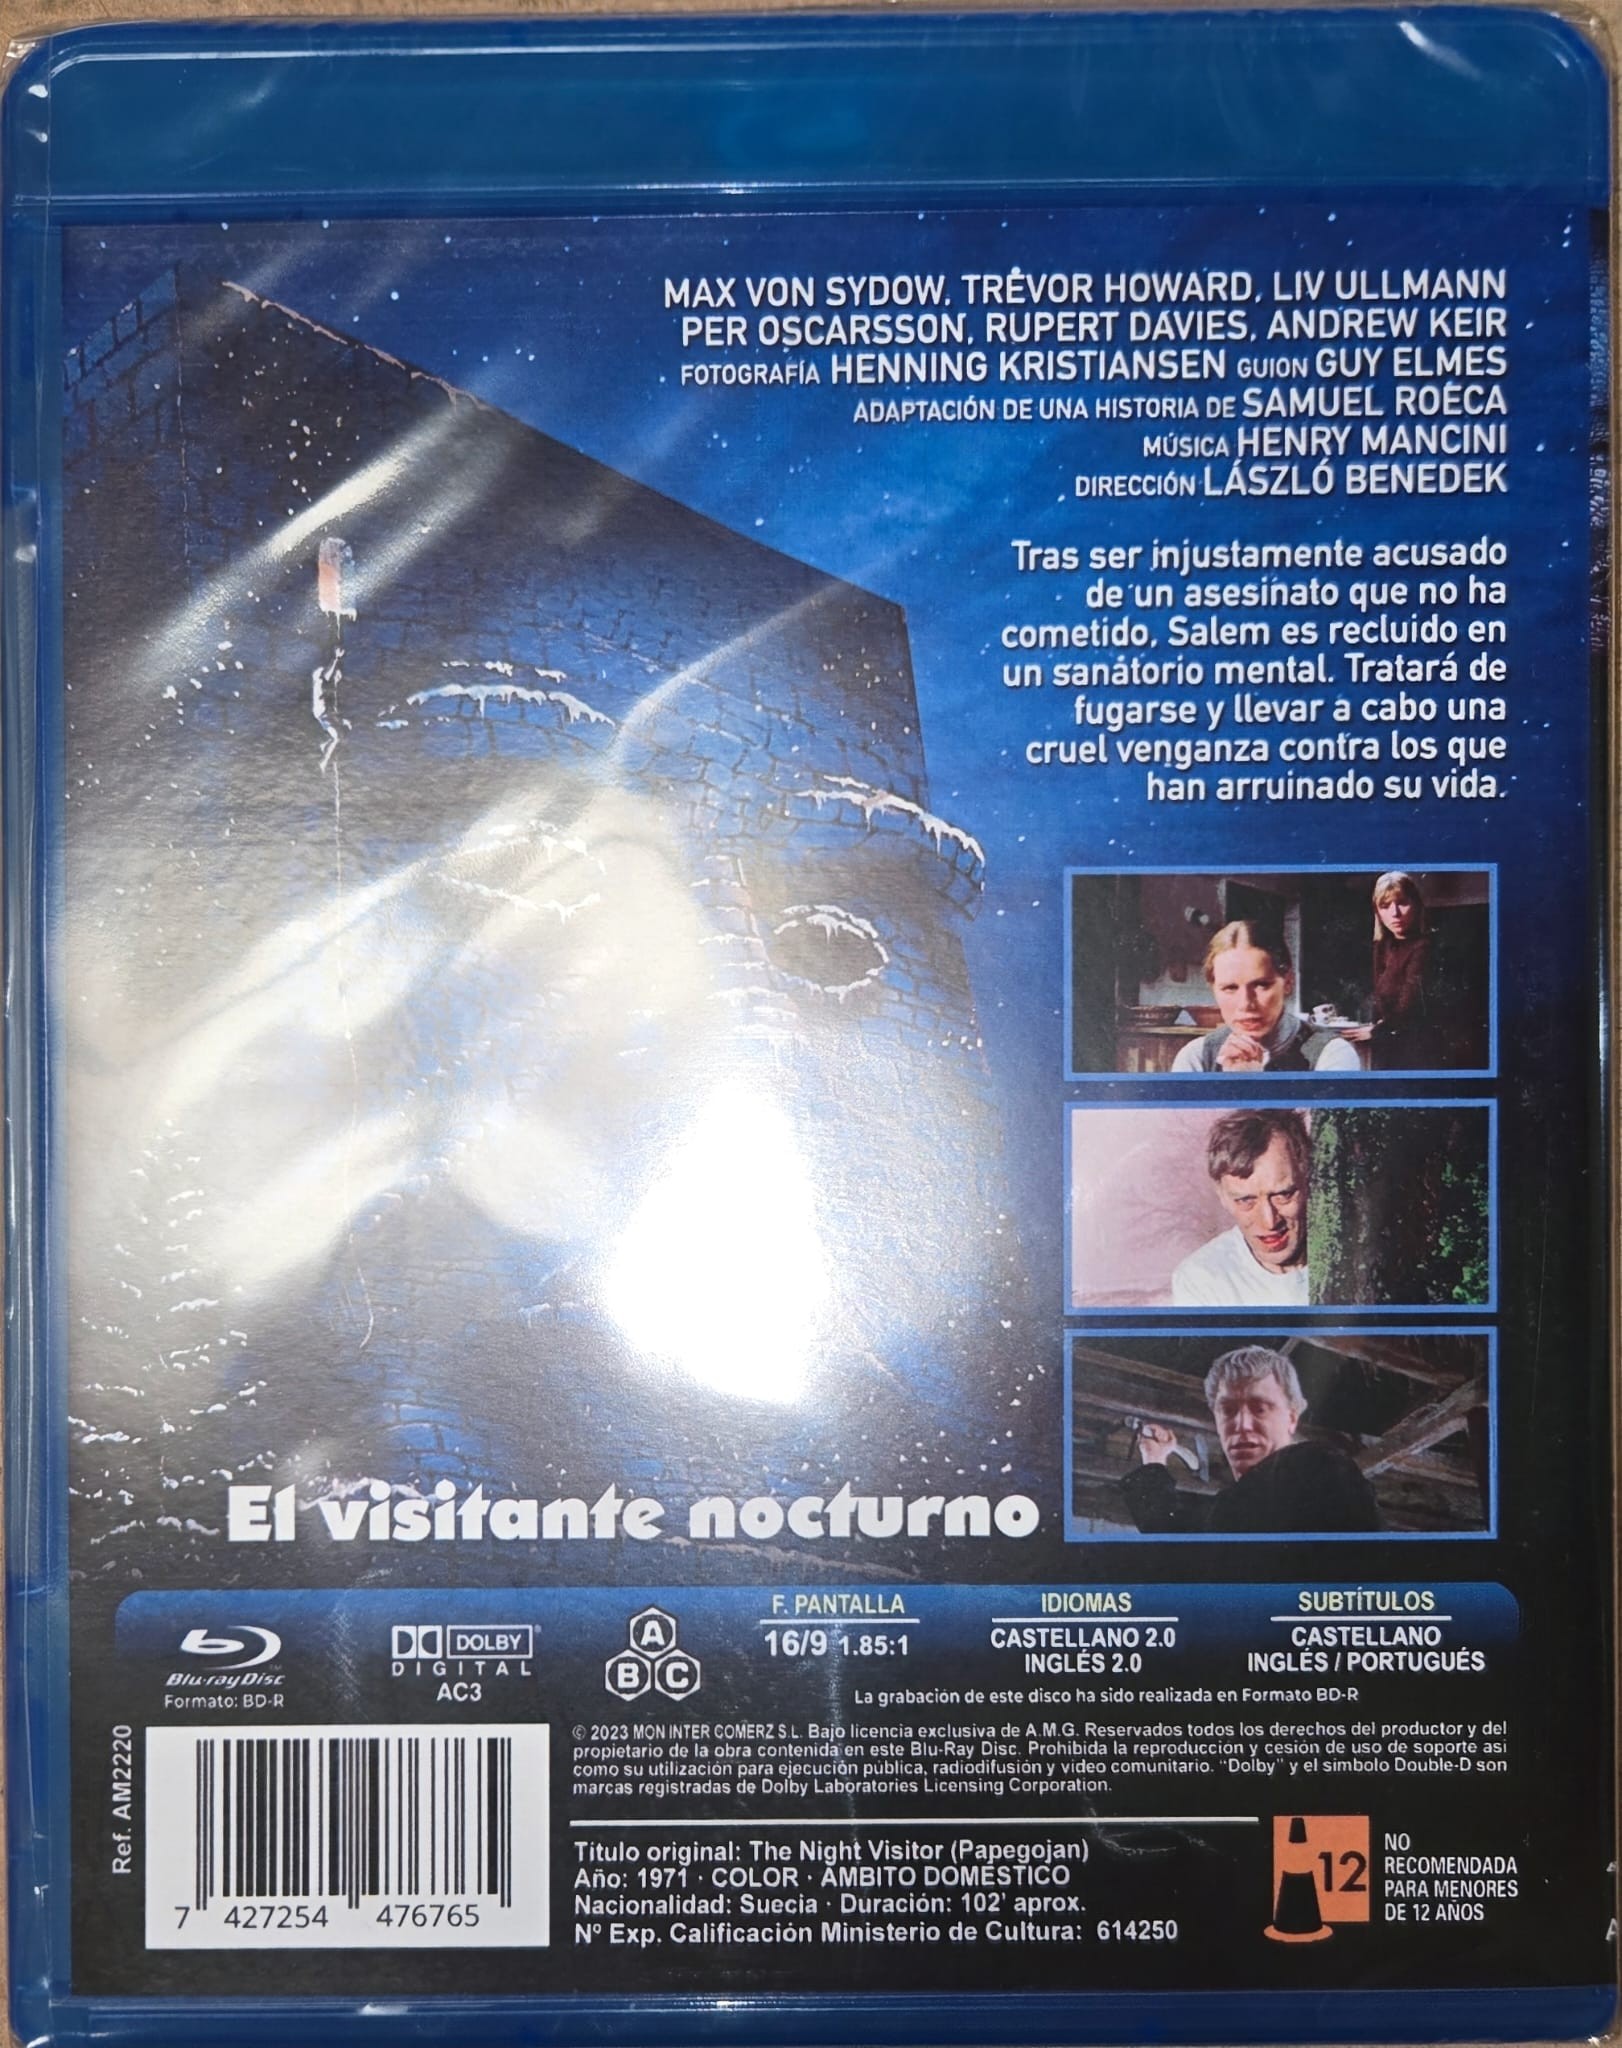 MAX VON SYDOW, TREVOR HOWARD, LIV ULLMANN
PER OSCARSSON, RUPERT DAVIES, ANDREW KEIR
FOTOGRAFÍA HENNING KRISTIANSEN GUION GUY ELMES
ADAPTACIÓN DE UNA HISTORIA DE SAMUEL ROECA
MÚSICA HENRY MANCINI
DIRECCIÓN LÁSZLÓ BENEDEK
Tras ser injustamente acusado
de un asesinato que no ha
cometido, Salem es recluido en
un sanatorio mental. Tratará de
fugarse y llevar a cabo una
cruel venganza contra los que
han arruinado su vida.
El visitante nocturno
Blu-ray Disc
Formato: BD-R
DOLBY
DIGITAL
AC3
A
B C
F. PANTALLA
16/9 1.85:1
IDIOMAS
CASTELLANO 2.0
INGLÉS 2.0
SUBTÍTULOS
CASTELLANO
INGLÉS / PORTUGUÉS
La grabación de este disco ha sido realizada en Formato BD-R
© 2023 MON INTER COMERZ S.L. Bajo licencia exclusiva de A.M.G. Reservados todos los derechos del productor y del
propietario de la obra contenida en este Blu-Ray Disc. Prohibida la reproducción y cesión de uso de soporte asi
como su utilización para ejecución pública, radiodifusión y video comunitario. "Dolby" y el símbolo Double-D son
marcas registradas de Dolby Laboratories Licensing Corporation.
Ref. AM2220
7 427254 476765
Título original: The Night Visitor (Papegojan)
Año: 1971 · COLOR · AMBITO DOMÉSTICO
Nacionalidad: Suecia · Duración: 102' aprox.
Nº Exp. Calificación Ministerio de Cultura: 614250
12
NO
RECOMENDADA
PARA MENORES
DE 12 AÑOS